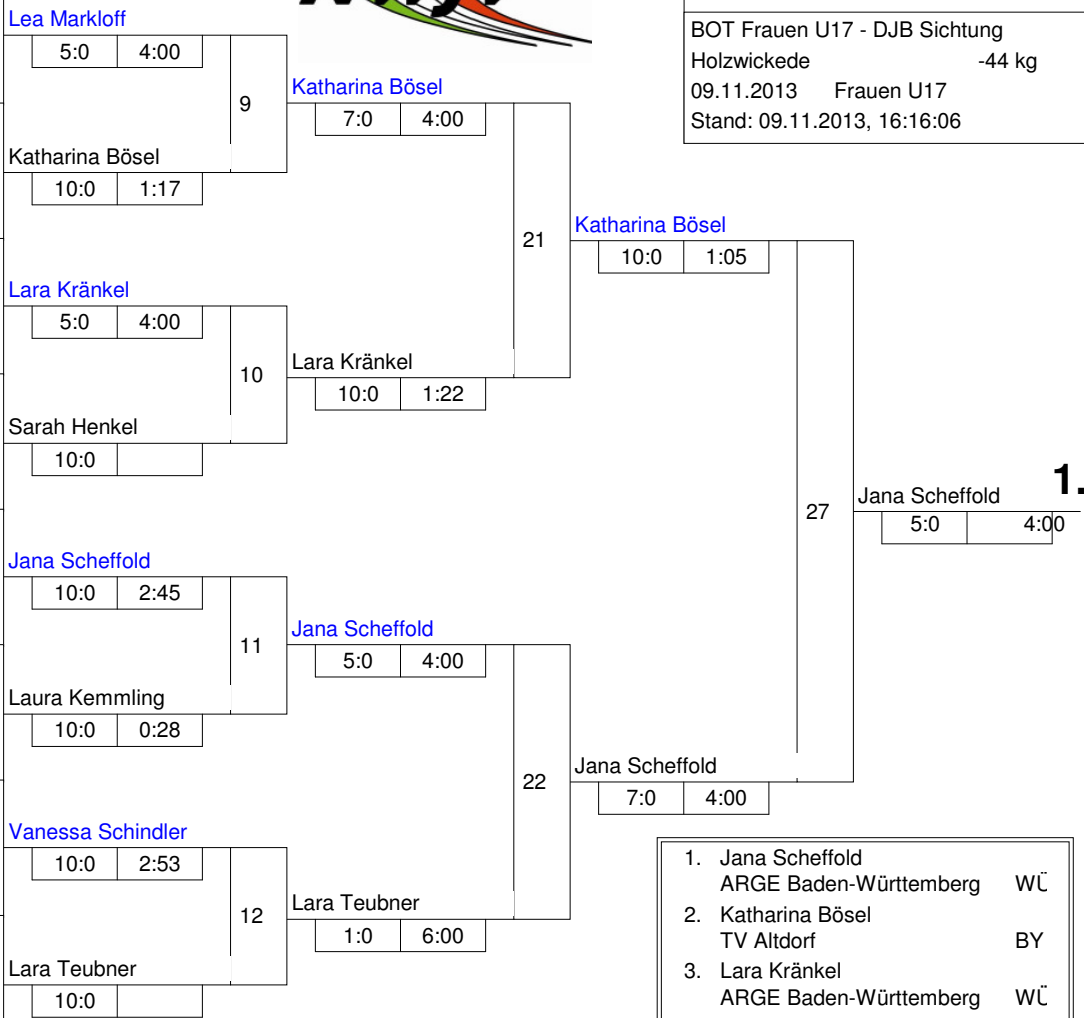 Lea Markloff
5:0 4:00
9
Katharina Bösel
10:0 1:17
Lara Kränkel
5:0 4:00
10
Sarah Henkel
10:0
Jana Scheffold
10:0 2:45
11
Laura Kemmling
10:0 0:28
Vanessa Schindler
10:0 2:53
12
Lara Teubner
10:0
Katharina Bösel
7:0 4:00
21
Lara Kränkel
10:0 1:22
Jana Scheffold
5:0 4:00
22
Lara Teubner
1:0 6:00
Katharina Bösel
10:0 1:05
27
Jana Scheffold
7:0 4:00
Jana Scheffold 1.
5:0 4:00
BOT Frauen U17 - DJB Sichtung
Holzwickede -44 kg
09.11.2013 Frauen U17
Stand: 09.11.2013, 16:16:06
1. Jana Scheffold
ARGE Baden-Württemberg WÜ
2. Katharina Bösel
TV Altdorf BY
3. Lara Kränkel
ARGE Baden-Württemberg WÜ